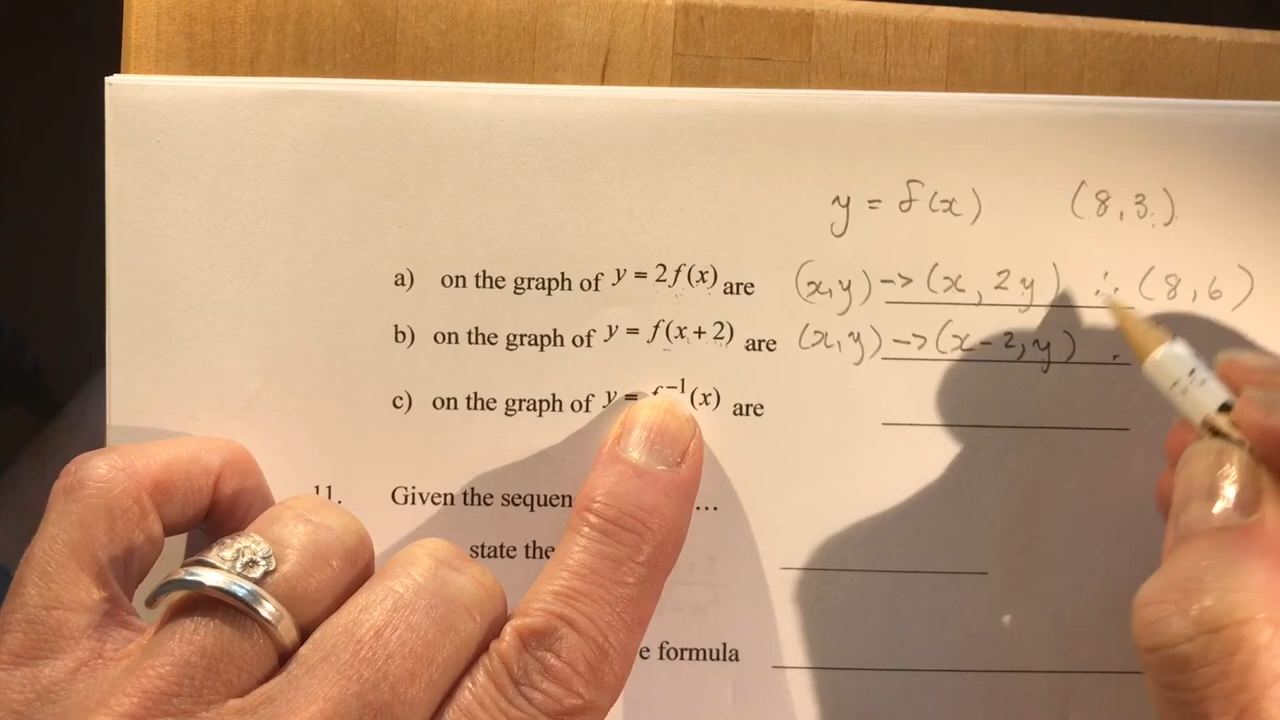 y = f(x) (8,3)
a) on the graph of y = 2f(x) are (x,y) -> (x, 2y) ∴ (8,6)
b) on the graph of y = f(x+2) are (x,y) -> (x-2,y)
c) on the graph of y = f⁻¹(x) are
11. Given the ...
state the
formula